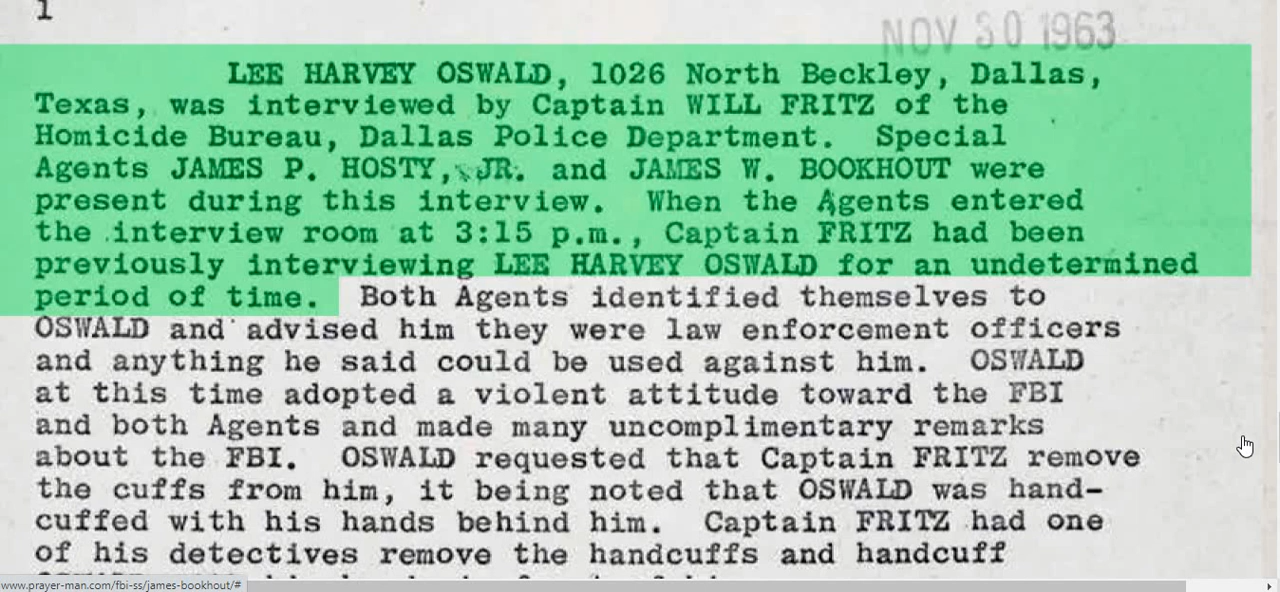 1
NOV 30 1963
LEE HARVEY OSWALD, 1026 North Beckley, Dallas,
Texas, was interviewed by Captain WILL FRITZ of the
Homicide Bureau, Dallas Police Department. Special
Agents JAMES P. HOSTY, JR. and JAMES W. BOOKHOUT were
present during this interview. When the Agents entered
the interview room at 3:15 p.m., Captain FRITZ had been
previously interviewing LEE HARVEY OSWALD for an undetermined
period of time. Both Agents identified themselves to
OSWALD and advised him they were law enforcement officers
and anything he said could be used against him. OSWALD
at this time adopted a violent attitude toward the FBI
and both Agents and made many uncomplimentary remarks
about the FBI. OSWALD requested that Captain FRITZ remove
the cuffs from him, it being noted that OSWALD was hand-
cuffed with his hands behind him. Captain FRITZ had one
of his detectives remove the handcuffs and handcuff
www.prayer-man.com/fbi-ss/james-bookhout/#